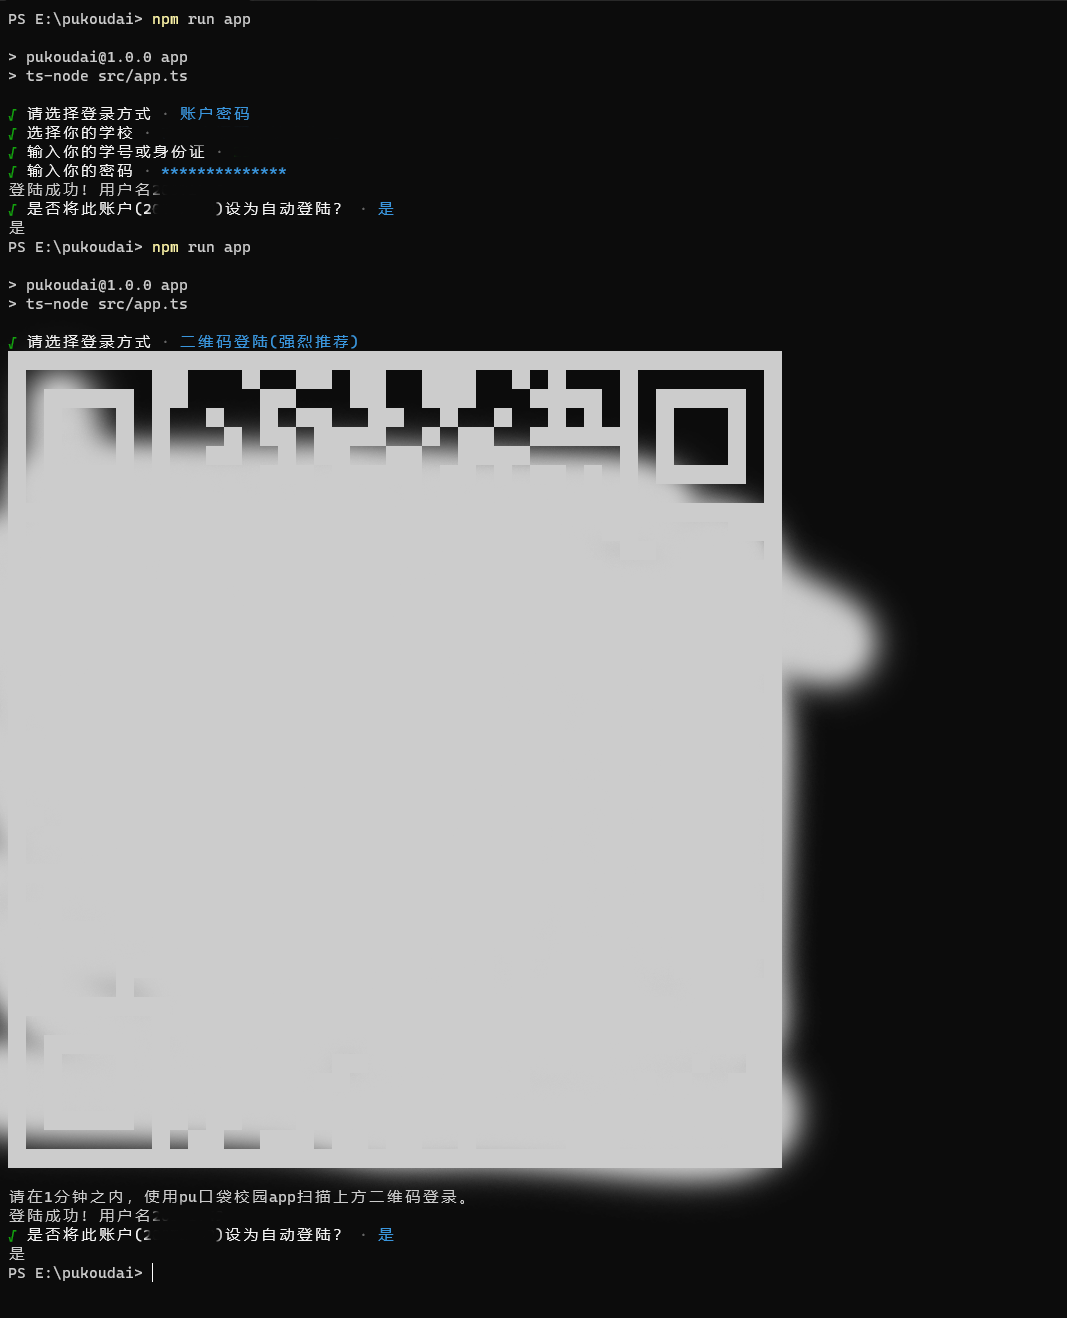 PS E:\pukoudai> npm run app
> pukoudai@1.0.0 app
> ts-node src/app.ts
√ 请选择登录方式 · 账户密码
√ 选择你的学校 ·
√ 输入你的学号或身份证 ·
√ 输入你的密码 · **************
登陆成功! 用户名
√ 是否将此账户(2 )设为自动登陆? · 是
是
PS E:\pukoudai> npm run app
> pukoudai@1.0.0 app
> ts-node src/app.ts
√ 请选择登录方式 · 二维码登陆(强烈推荐)
请在1分钟之内, 使用pu口袋校园app扫描上方二维码登录。
登陆成功! 用户名
√ 是否将此账户(2 )设为自动登陆? · 是
是
PS E:\pukoudai>